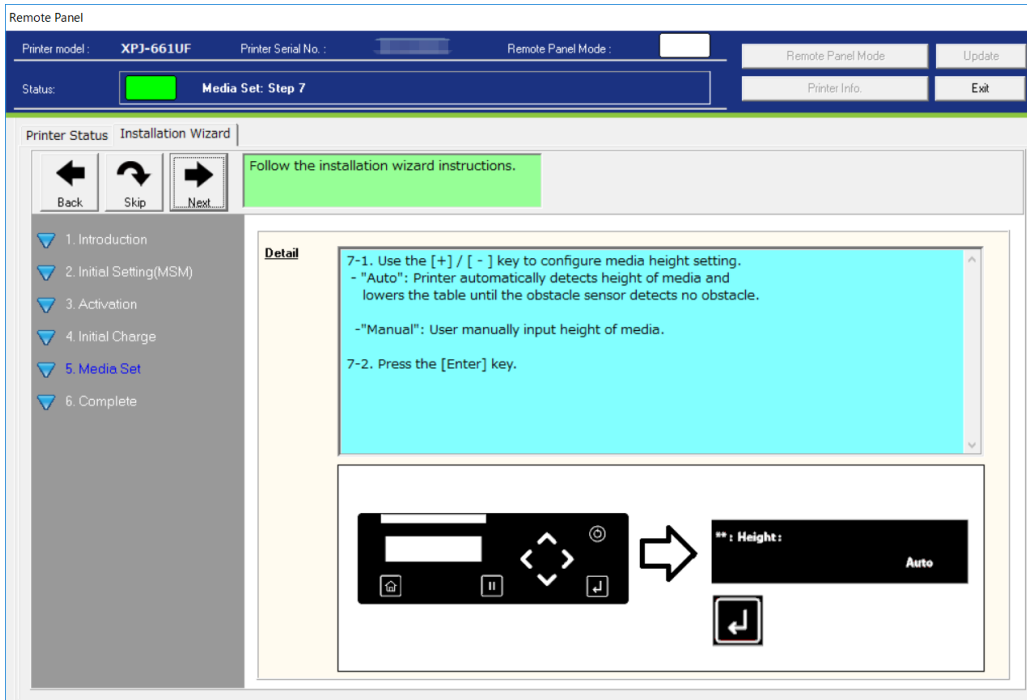 Remote Panel
Printer model : XPJ-661UF Printer Serial No. : Remote Panel Mode :
Remote Panel Mode Update
Status: Media Set: Step 7
Printer Info. Exit
Printer Status Installation Wizard
Back Skip Next
Follow the installation wizard instructions.
1. Introduction
2. Initial Setting(MSM)
3. Activation
4. Initial Charge
5. Media Set
6. Complete
Detail
7-1. Use the [+] / [ - ] key to configure media height setting.
- "Auto": Printer automatically detects height of media and
lowers the table until the obstacle sensor detects no obstacle.
-"Manual": User manually input height of media.
7-2. Press the [Enter] key.
**: Height:
Auto